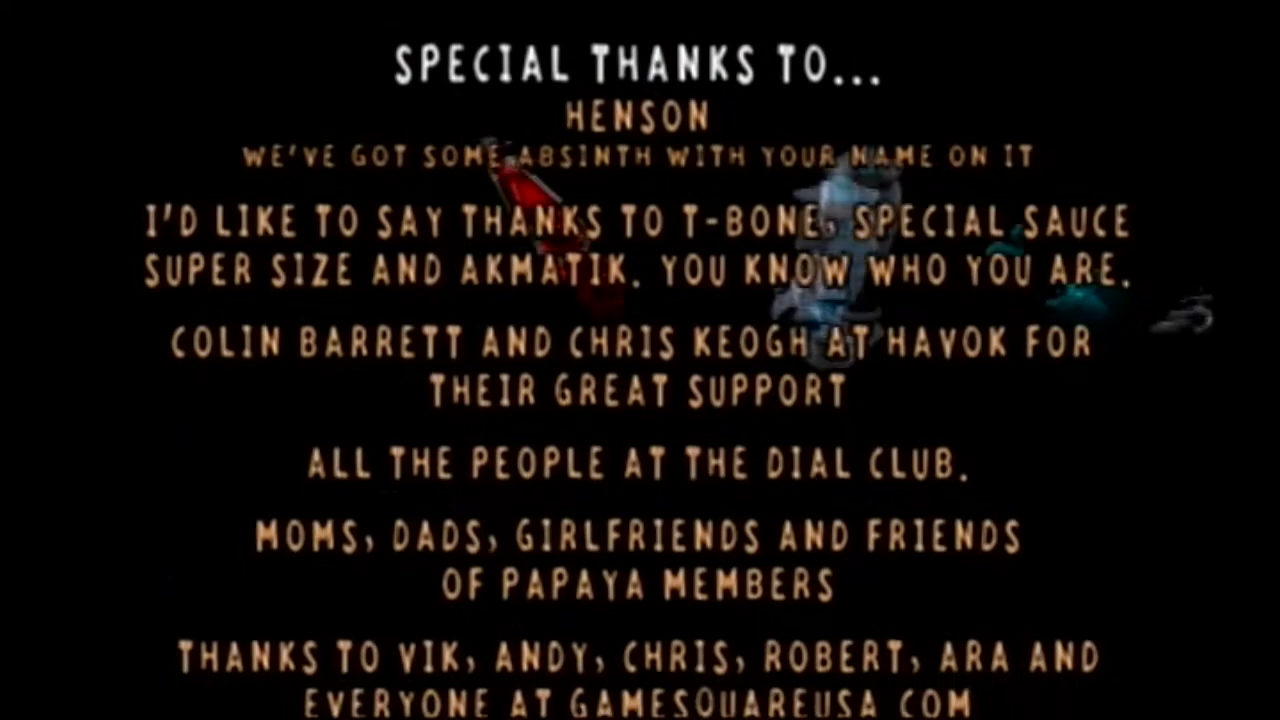 SPECIAL THANKS TO...
HENSON
WE'VE GOT SOME ABSINTH WITH YOUR NAME ON IT
I'D LIKE TO SAY THANKS TO T-BONE, SPECIAL SAUCE
SUPER SIZE AND AKMATIK. YOU KNOW WHO YOU ARE.
COLIN BARRETT AND CHRIS KEOGH AT HAVOK FOR
THEIR GREAT SUPPORT
ALL THE PEOPLE AT THE DIAL CLUB.
MOMS, DADS, GIRLFRIENDS AND FRIENDS
OF PAPAYA MEMBERS
THANKS TO VIK, ANDY, CHRIS, ROBERT, ARA AND
EVERYONE AT GAMESQUAREUSA.COM